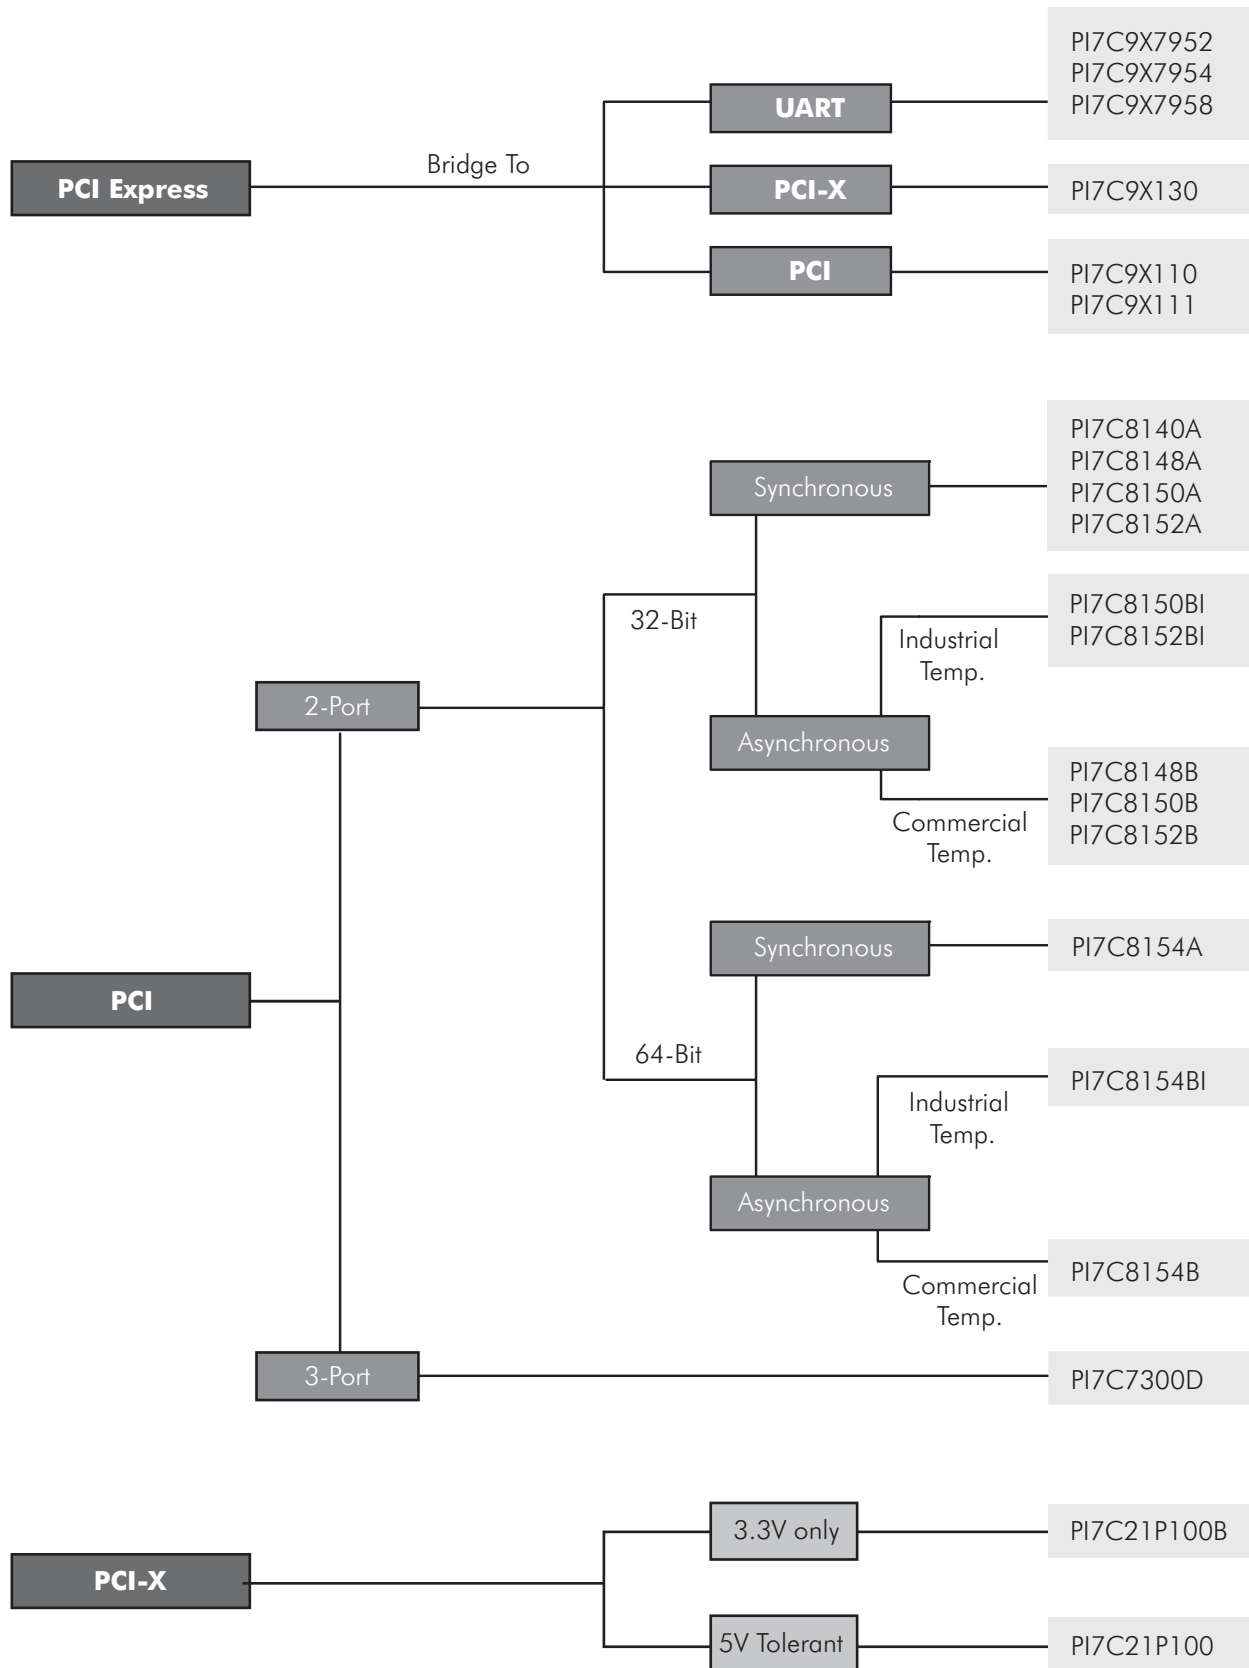 PI7C9X7952
PI7C9X7954
PI7C9X7958
UART
Bridge To
PCI Express
PCI-X
PI7C9X130
PCI
PI7C9X110
PI7C9X111
PI7C8140A
PI7C8148A
PI7C8150A
PI7C8152A
Synchronous
32-Bit
PI7C8150BI
PI7C8152BI
Industrial
Temp.
2-Port
Asynchronous
PI7C8148B
PI7C8150B
PI7C8152B
Commercial
Temp.
Synchronous
PI7C8154A
PCI
64-Bit
PI7C8154BI
Industrial
Temp.
Asynchronous
PI7C8154B
Commercial
Temp.
3-Port
PI7C7300D
3.3V only
PI7C21P100B
PCI-X
5V Tolerant
PI7C21P100